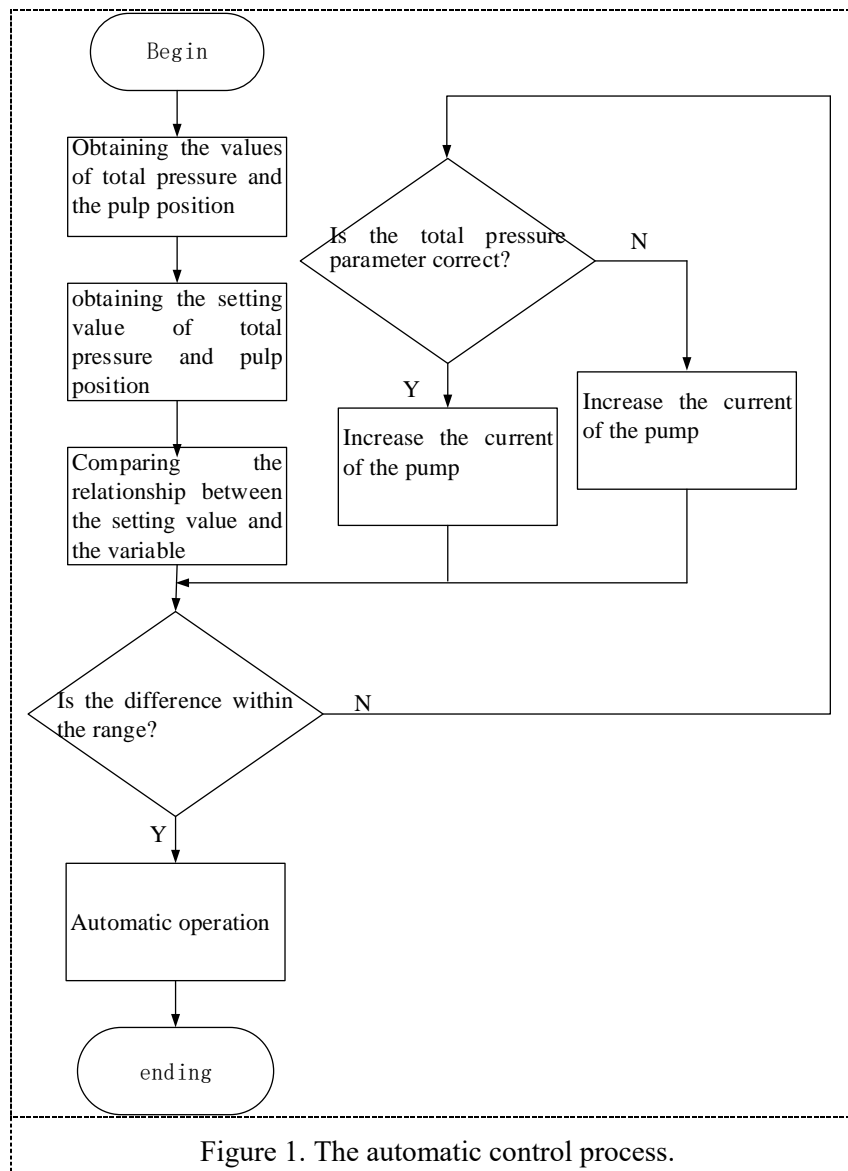 Begin
Obtaining the values
of total pressure and
the pulp position
obtaining the setting
value of total
pressure and pulp
position
Comparing the
relationship between
the setting value and
the variable
Is the total pressure
parameter correct?
N
Y
Increase the current
of the pump
Increase the current
of the pump
Is the difference within
the range?
N
Y
Automatic operation
ending
Figure 1. The automatic control process.